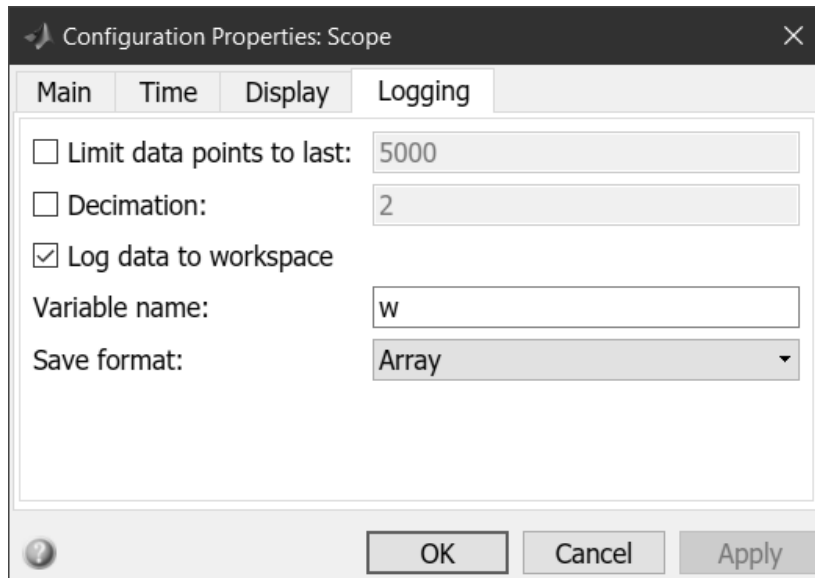 Configuration Properties: Scope
Main Time Display Logging
Limit data points to last: 5000
Decimation: 2
Log data to workspace
Variable name: w
Save format: Array
? OK Cancel Apply